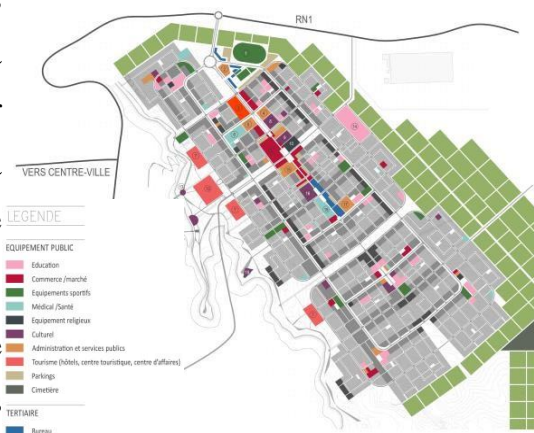 RN1
VERS CENTRE-VILLE
LEGENDE
EQUIPEMENT PUBLIC
Education
Commerce /marché
Equipements sportifs
Médical /Santé
Equipement religieux
Culturel
Administration et services publics
Tourisme (hôtels, centre touristique, centre d'affaires)
Parkings
Cimetière
TERTIAIRE
Bureau